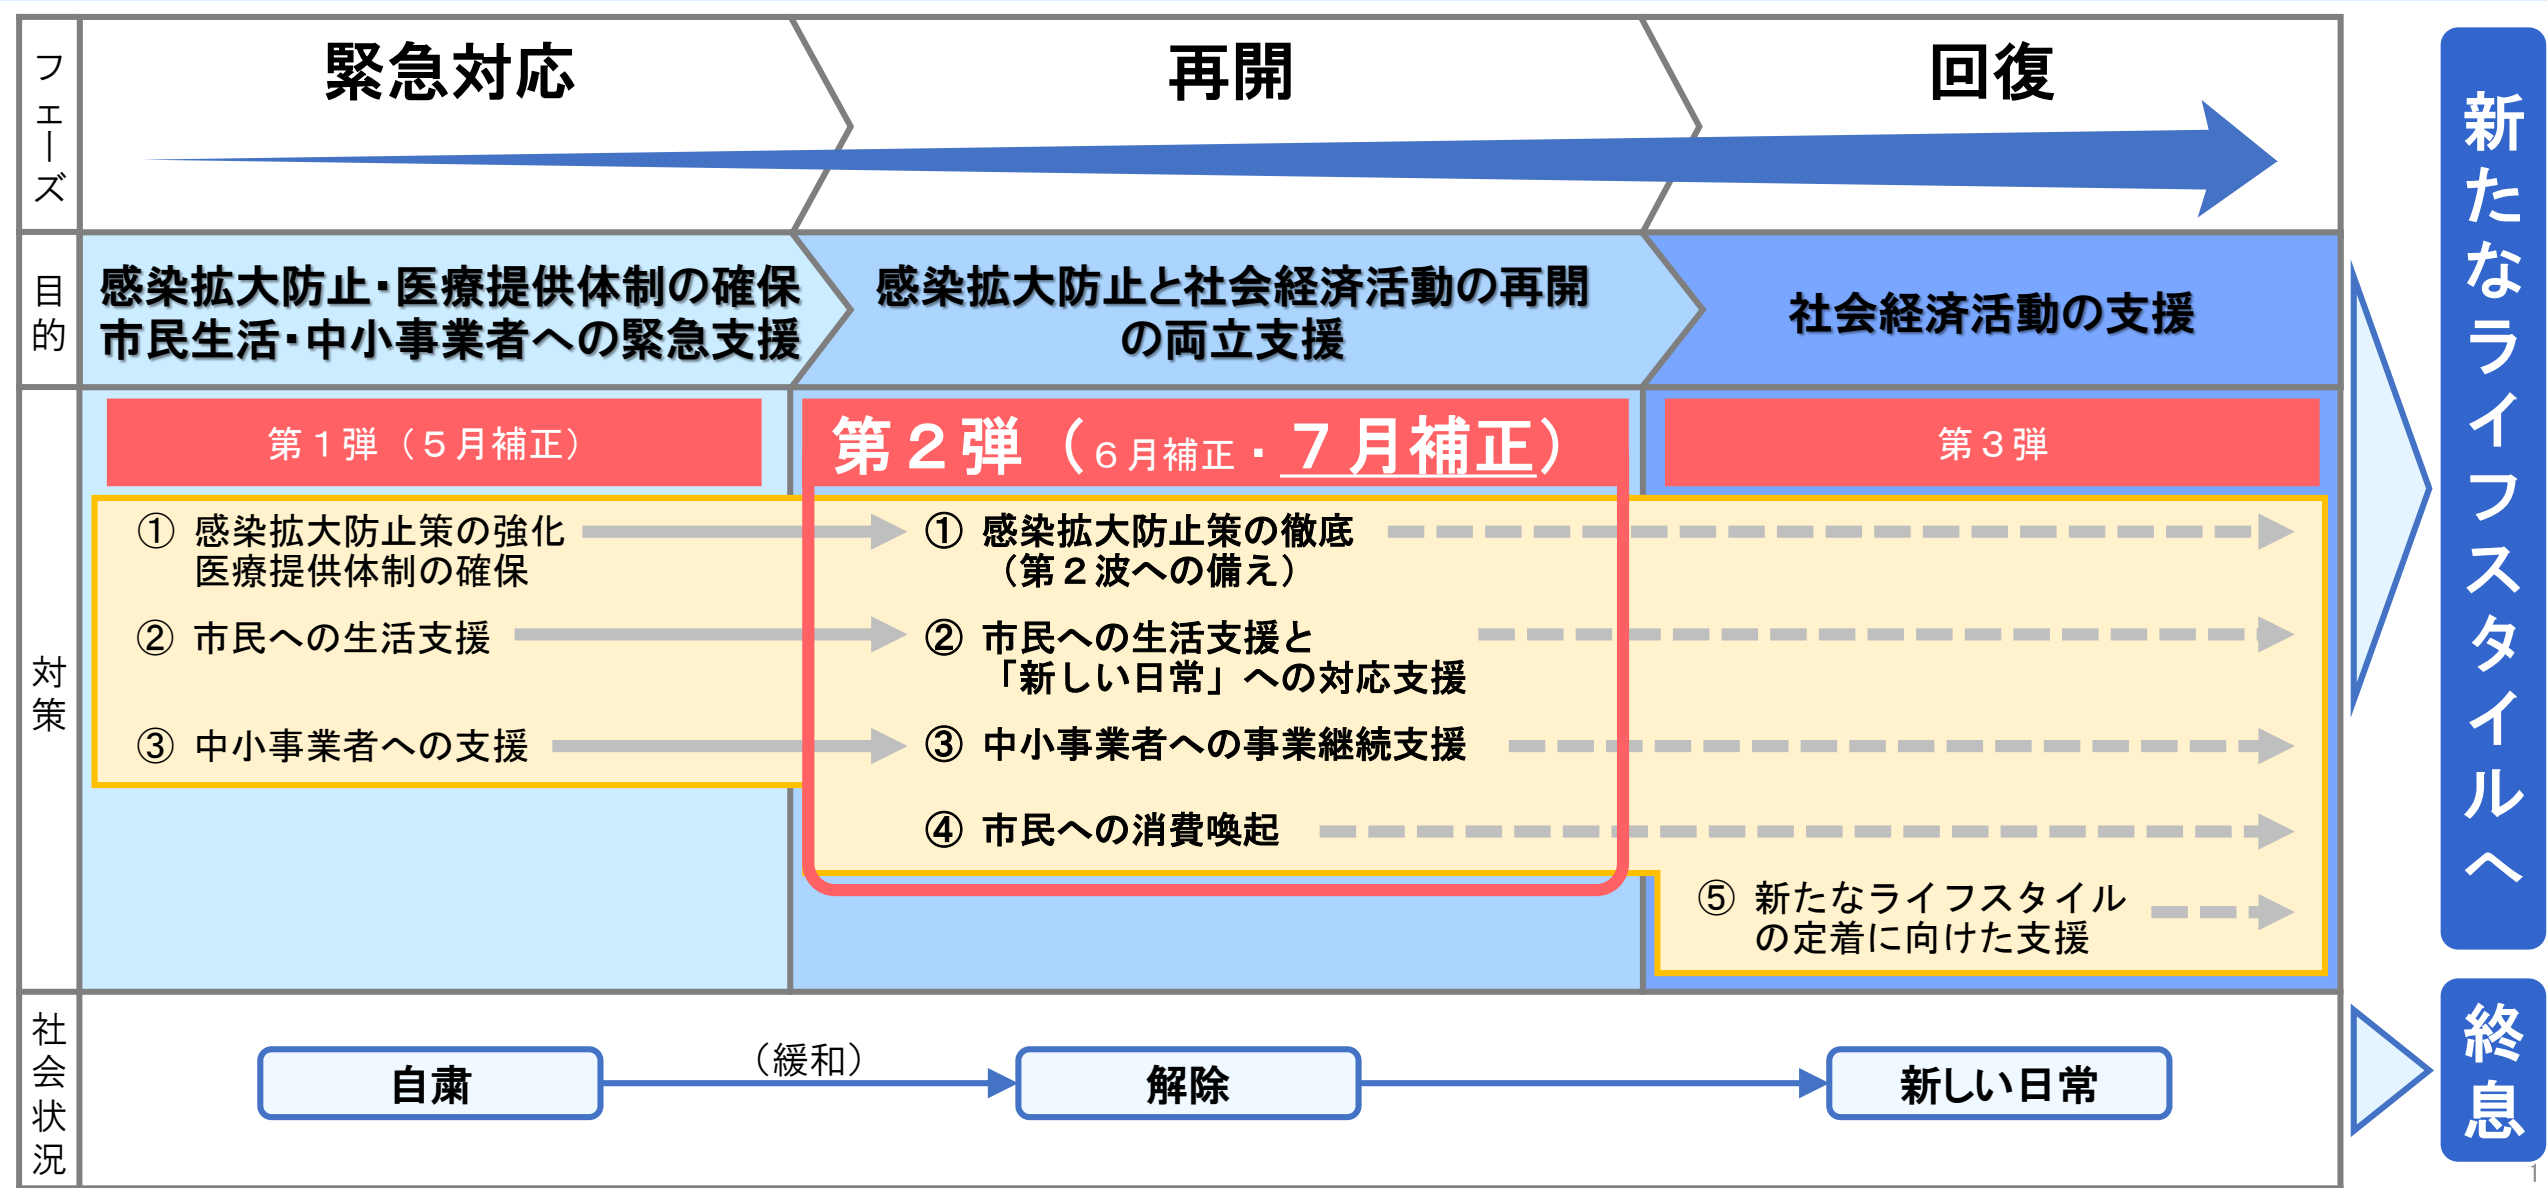 フェーズ
緊急対応
再開
回復
目的
感染拡大防止・医療提供体制の確保
市民生活・中小事業者への緊急支援
感染拡大防止と社会経済活動の再開
の両立支援
社会経済活動の支援
対策
第１弾（５月補正）
第２弾（６月補正・７月補正）
第３弾
① 感染拡大防止策の強化
医療提供体制の確保
② 市民への生活支援
③ 中小事業者への支援
① 感染拡大防止策の徹底
（第２波への備え）
② 市民への生活支援と
「新しい日常」への対応支援
③ 中小事業者への事業継続支援
④ 市民への消費喚起
⑤ 新たなライフスタイル
の定着に向けた支援
社会状況
自粛
（緩和）
解除
新しい日常
新たなライフスタイルへ
終息
1